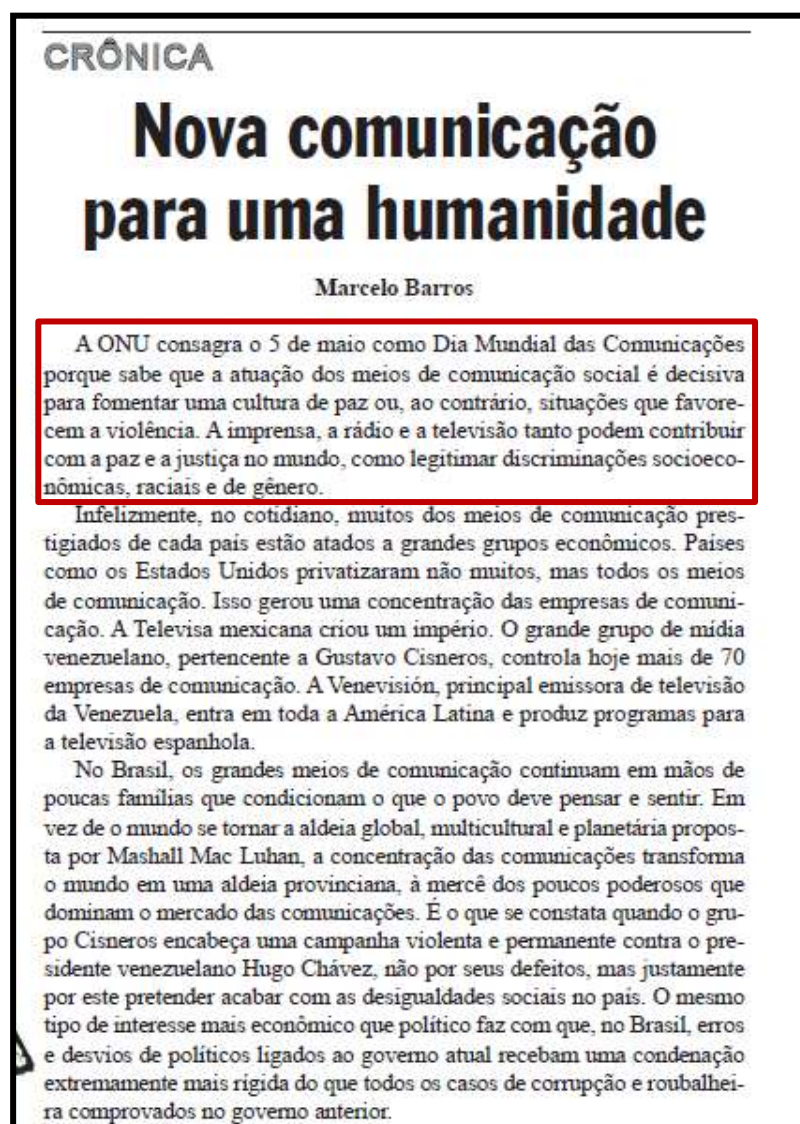 CRÔNICA
Nova comunicação
para uma humanidade
Marcelo Barros
A ONU consagra o 5 de maio como Dia Mundial das Comunicações
porque sabe que a atuação dos meios de comunicação social é decisiva
para fomentar uma cultura de paz ou, ao contrário, situações que favore-
cem a violência. A imprensa, a rádio e a televisão tanto podem contribuir
com a paz e a justiça no mundo, como legitimar discriminações socioeco-
nômicas, raciais e de gênero.
Infelizmente, no cotidiano, muitos dos meios de comunicação pres-
tigiados de cada país estão atados a grandes grupos econômicos. Países
como os Estados Unidos privatizaram não muitos, mas todos os meios
de comunicação. Isso gerou uma concentração das empresas de comuni-
cação. A Televisa mexicana criou um império. O grande grupo de mídia
venezuelano, pertencente a Gustavo Cisneros, controla hoje mais de 70
empresas de comunicação. A Venevisión, principal emissora de televisão
da Venezuela, entra em toda a América Latina e produz programas para
a televisão espanhola.
No Brasil, os grandes meios de comunicação continuam em mãos de
poucas famílias que condicionam o que o povo deve pensar e sentir. Em
vez de o mundo se tornar a aldeia global, multicultural e planetária propos-
ta por Mashall Mac Luhan, a concentração das comunicações transforma
o mundo em uma aldeia provinciana, à mercê dos poucos poderosos que
dominam o mercado das comunicações. É o que se constata quando o gru-
po Cisneros encabeça uma campanha violenta e permanente contra o pre-
sidente venezuelano Hugo Chávez, não por seus defeitos, mas justamente
por este pretender acabar com as desigualdades sociais no país. O mesmo
tipo de interesse mais econômico que político faz com que, no Brasil, erros
e desvios de políticos ligados ao governo atual recebam uma condenação
extremamente mais rígida do que todos os casos de corrupção e roubalhei-
ra comprovados no governo anterior.